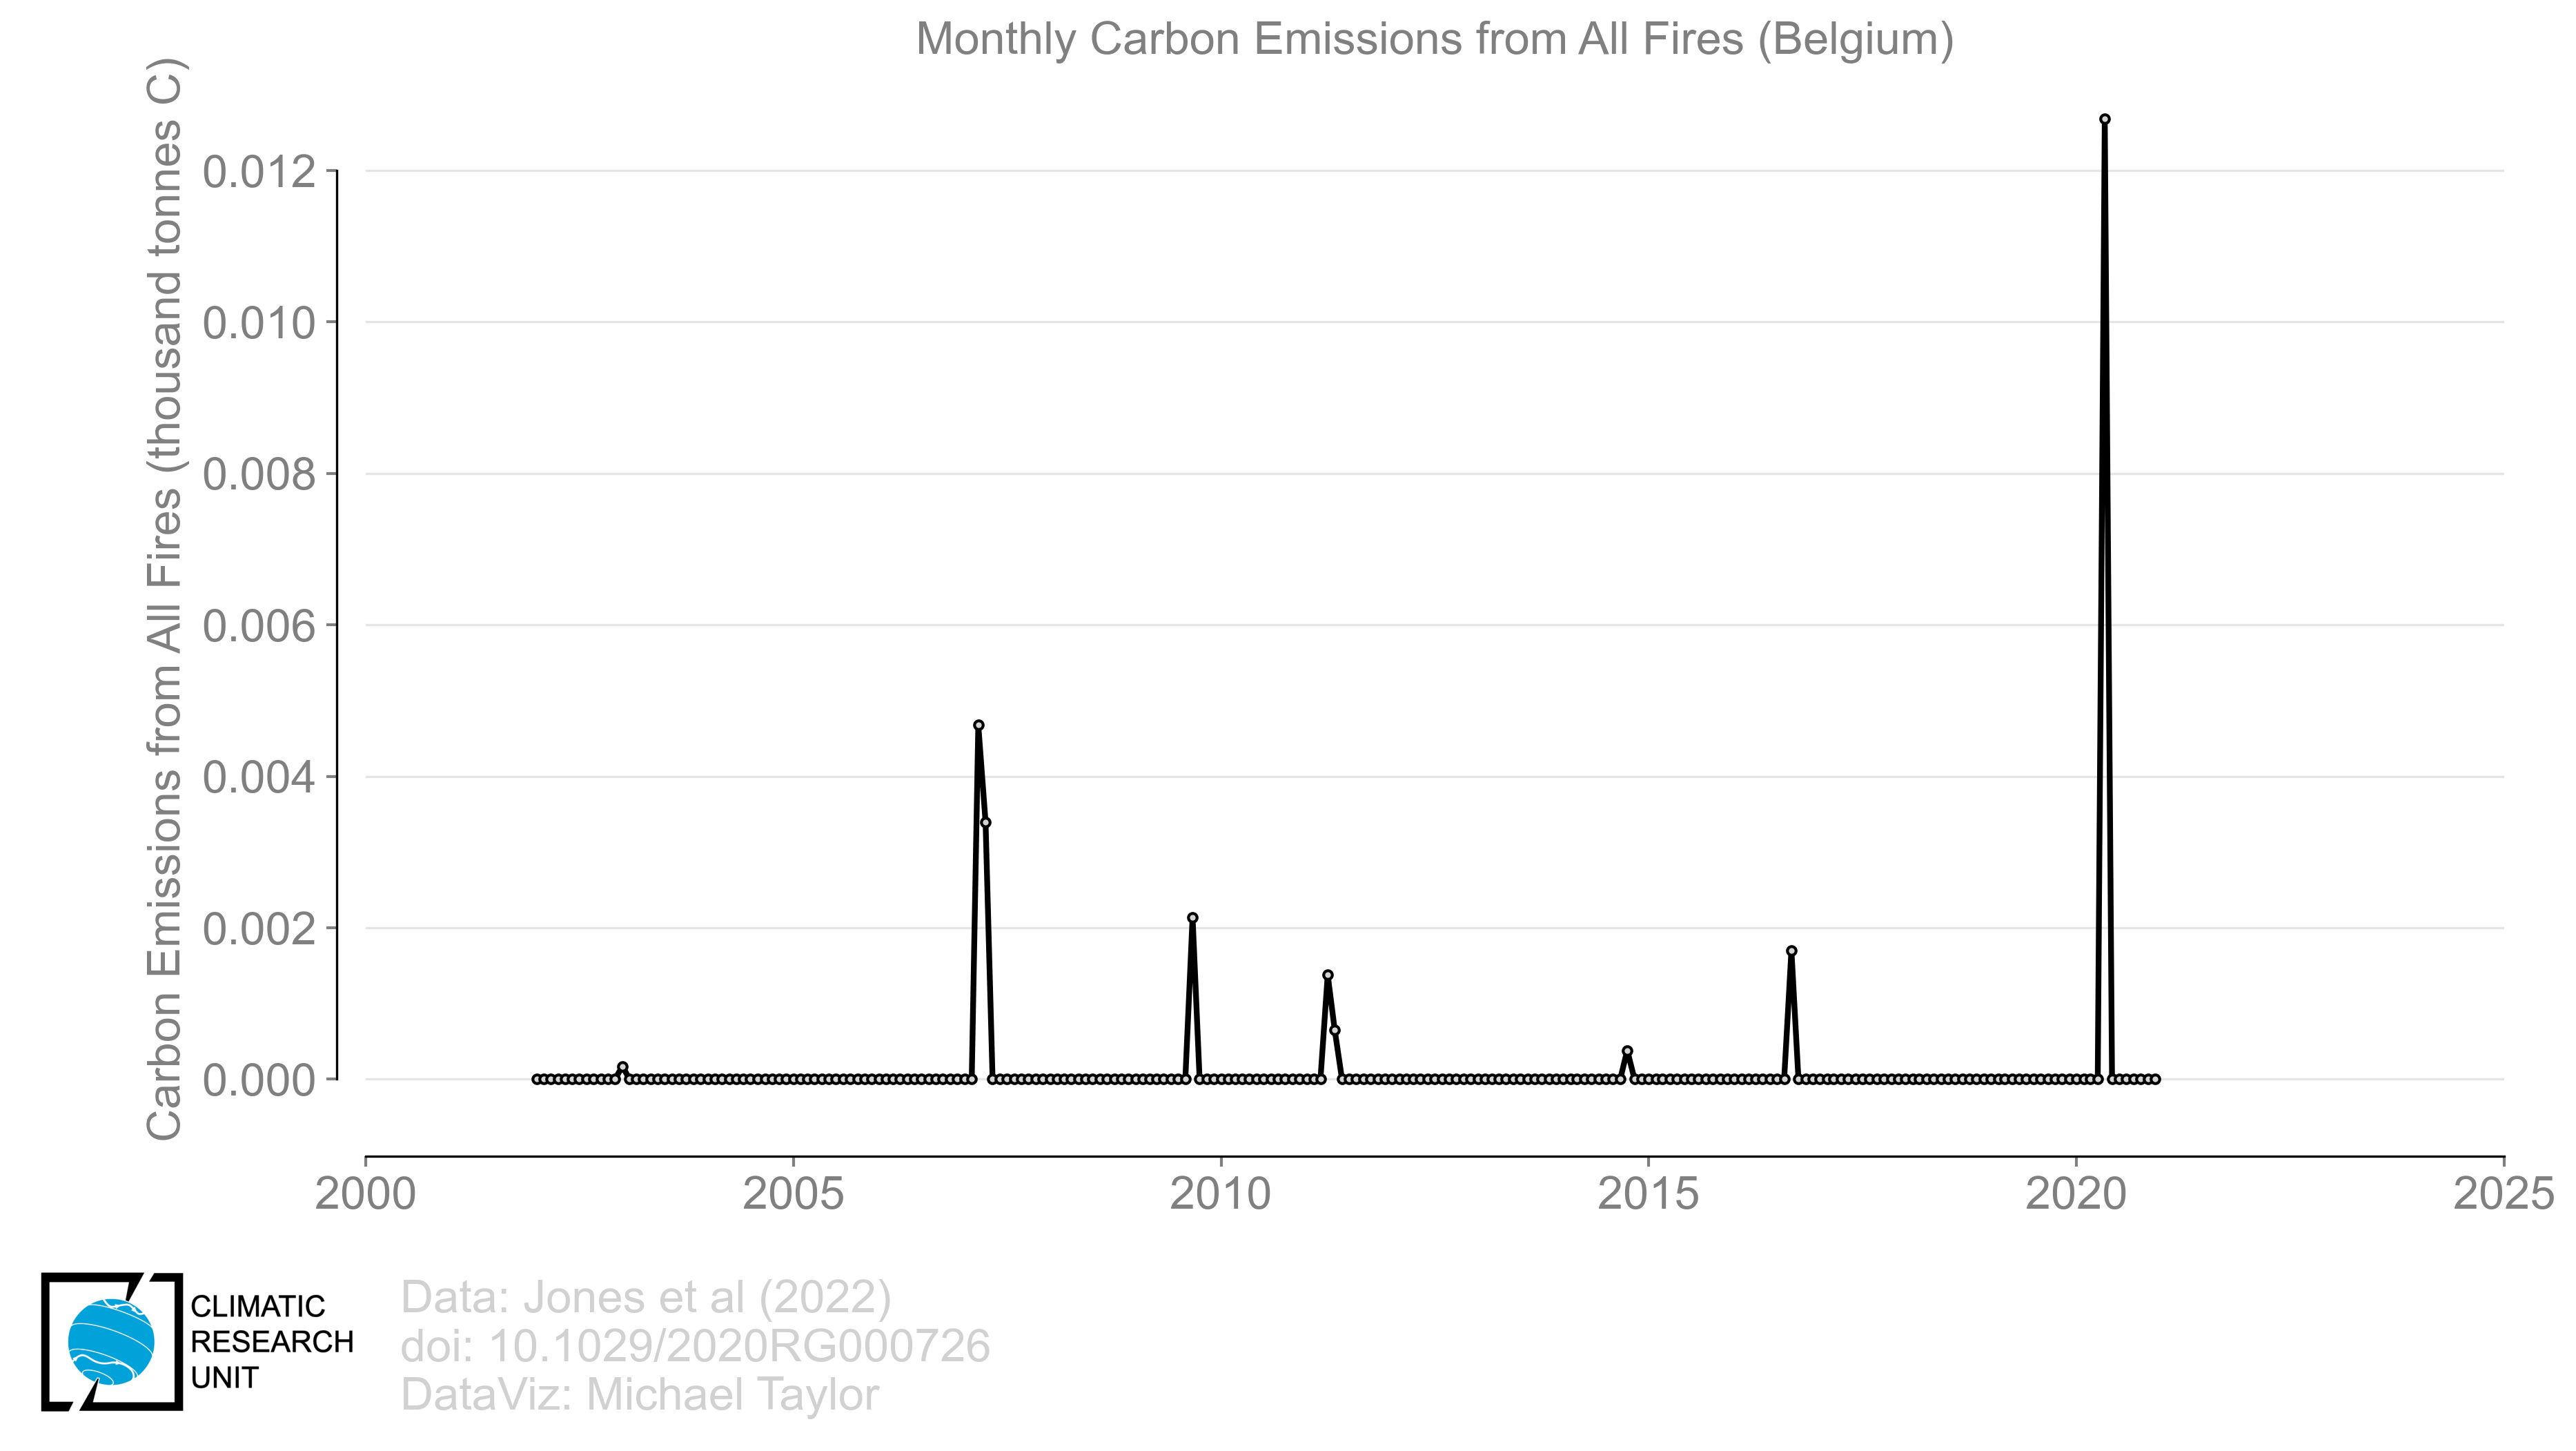 Monthly Carbon Emissions from All Fires (Belgium)
Carbon Emissions from All Fires (thousand tonnes C)
0.012
0.010
0.008
0.006
0.004
0.002
0.000
2000
2005
2010
2015
2020
2025
CLIMATIC
RESEARCH
UNIT
Data: Jones et al (2022)
doi: 10.1029/2020RG000726
DataViz: Michael Taylor